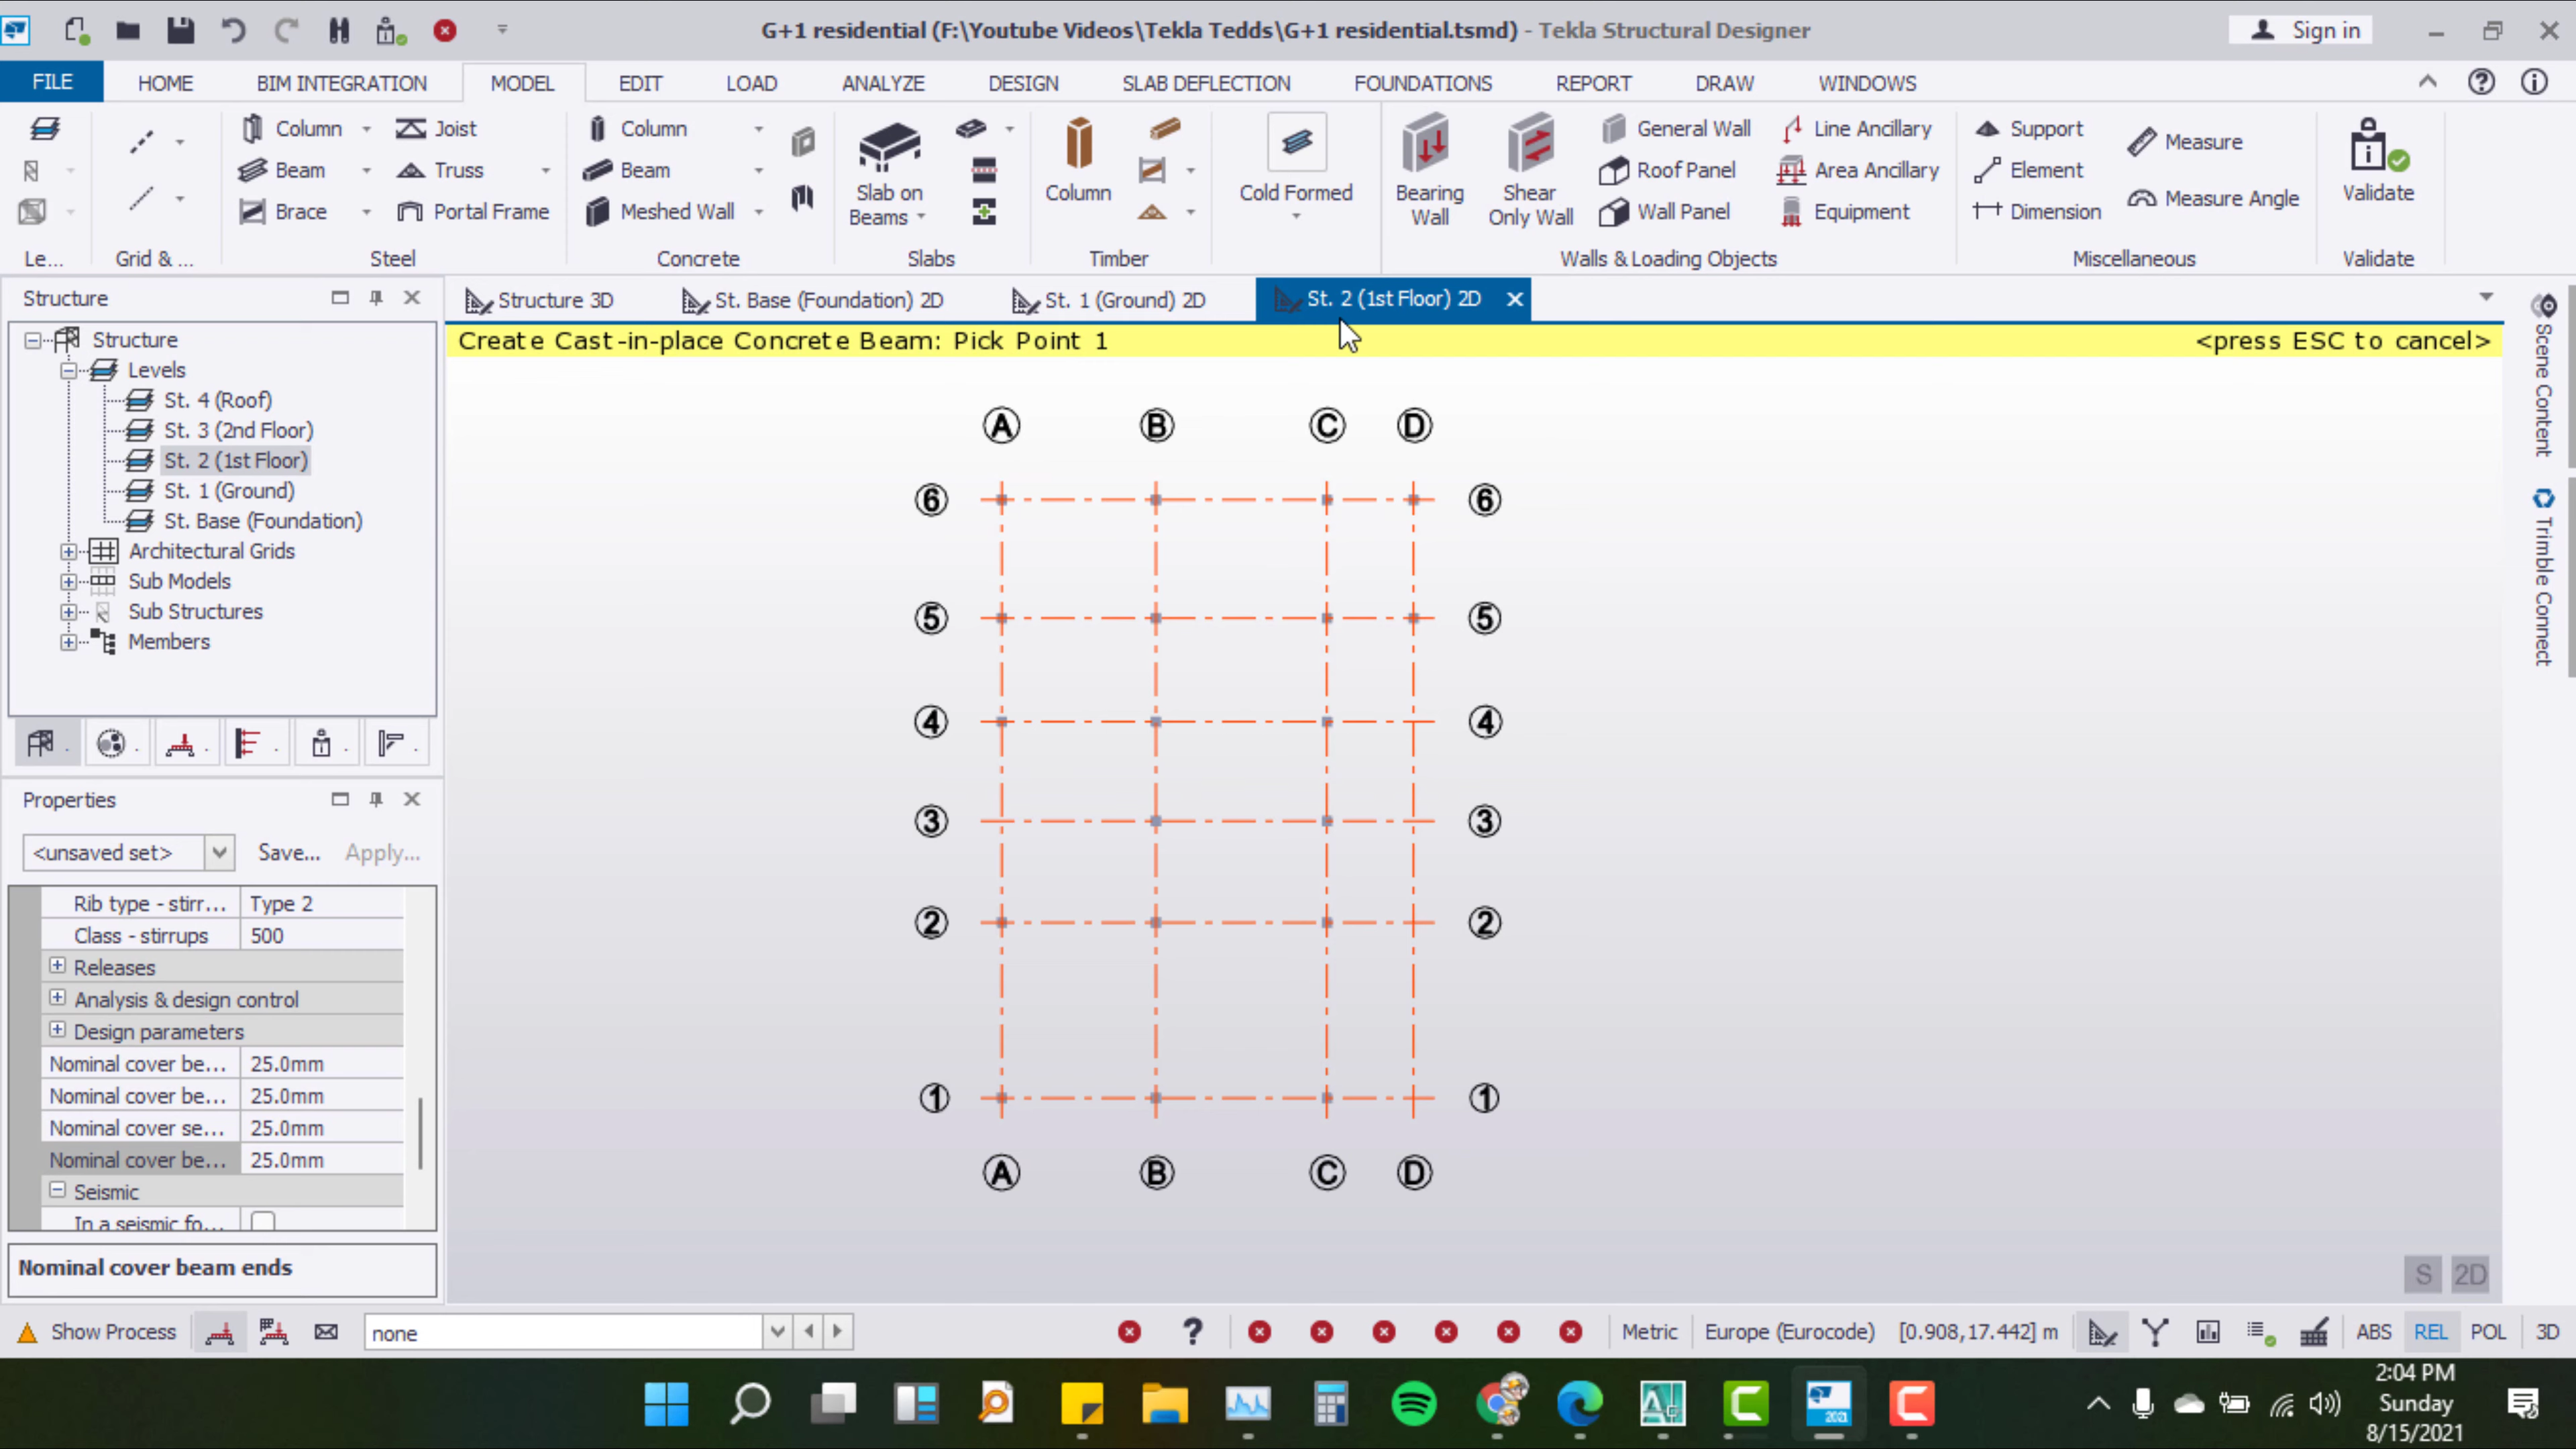 G+1 residential (F:\Youtube Videos\Tekla Tedds\G+1 residential.tsmd) - Tekla Structural Designer
Sign in
FILE HOME BIM INTEGRATION MODEL EDIT LOAD ANALYZE DESIGN SLAB DEFLECTION FOUNDATIONS REPORT DRAW WINDOWS
Column Joist Column General Wall Line Ancillary Support
Measure
Beam Truss Beam Roof Panel Area Ancillary Element
Slab on Beams Column Cold Formed Bearing Wall Shear Only Wall Validate
Measure Angle
Brace Portal Frame Meshed Wall Wall Panel Equipment Dimension
Le... Grid & ... Steel Concrete Slabs Timber Walls & Loading Objects Miscellaneous Validate
Structure
Structure 3D St. Base (Foundation) 2D St. 1 (Ground) 2D St. 2 (1st Floor) 2D
Create Cast-in-place Concrete Beam: Pick Point 1 <press ESC to cancel>
Structure
Levels
St. 4 (Roof)
St. 3 (2nd Floor)
St. 2 (1st Floor)
St. 1 (Ground)
St. Base (Foundation)
Architectural Grids
Sub Models
Sub Structures
Members
Scene Content
Trimble Connect
A B C D
6 6
5 5
4 4
3 3
2 2
1 1
A B C D
Properties
<unsaved set> Save... Apply...
Rib type - stirr... Type 2
Class - stirrups 500
Releases
Analysis & design control
Design parameters
Nominal cover be... 25.0mm
Nominal cover be... 25.0mm
Nominal cover se... 25.0mm
Nominal cover be... 25.0mm
Seismic
In a seismic fo...
Nominal cover beam ends
S 2D
Show Process none Metric Europe (Eurocode) [0.908,17.442] m ABS REL POL 3D
2021
2:04 PM
Sunday
8/15/2021